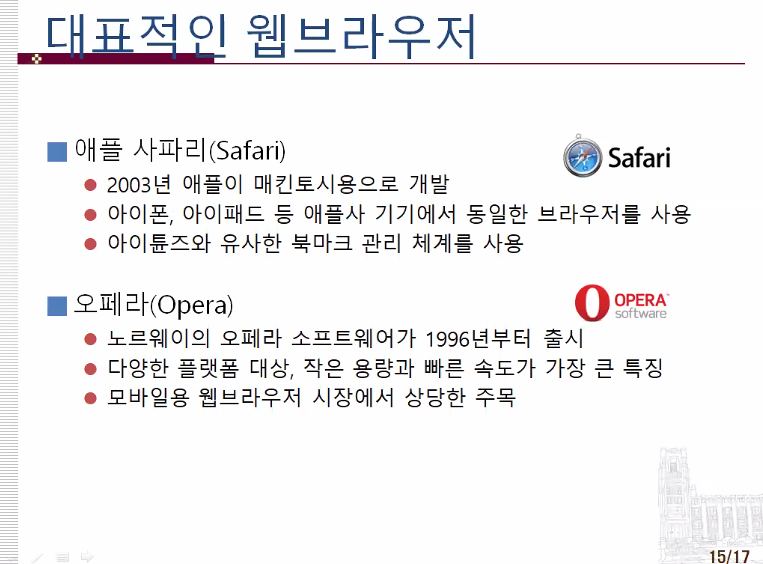 대표적인 웹브라우저
애플 사파리(Safari)
Safari
2003년 애플이 매킨토시용으로 개발
아이폰, 아이패드 등 애플사 기기에서 동일한 브라우저를 사용
아이튠즈와 유사한 북마크 관리 체계를 사용
오페라(Opera)
OPERA™
software
노르웨이의 오페라 소프트웨어가 1996년부터 출시
다양한 플랫폼 대상, 작은 용량과 빠른 속도가 가장 큰 특징
모바일용 웹브라우저 시장에서 상당한 주목
15/17